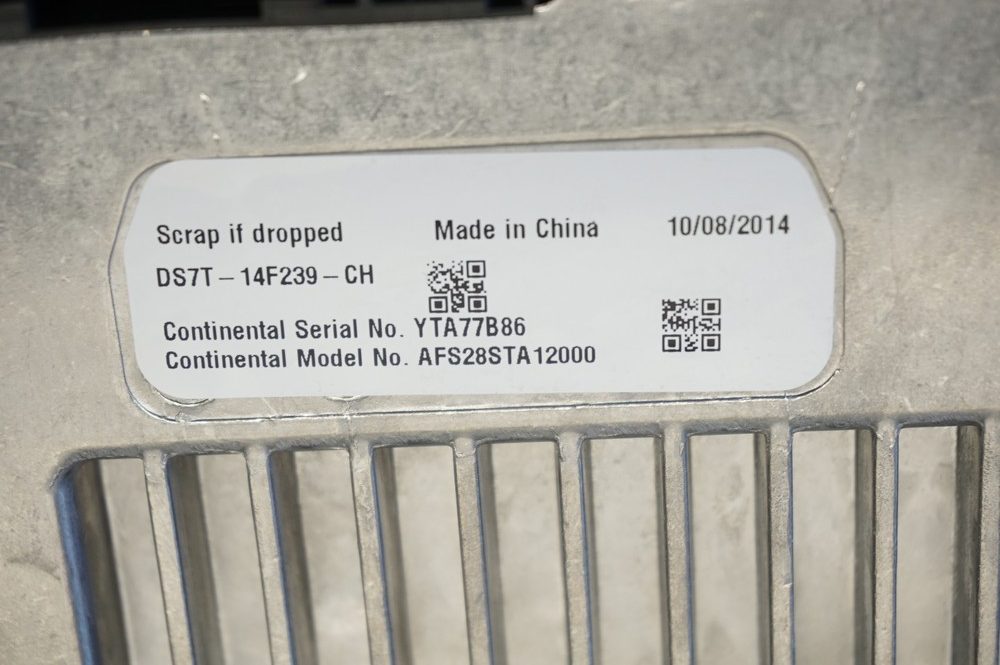 Scrap if dropped Made in China 10/08/2014
DS7T – 14F239 – CH
Continental Serial No. YTA77B86
Continental Model No. AFS28STA12000